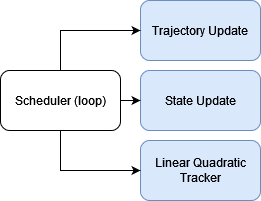 Trajectory Update
Scheduler (loop)
State Update
Linear Quadratic
Tracker